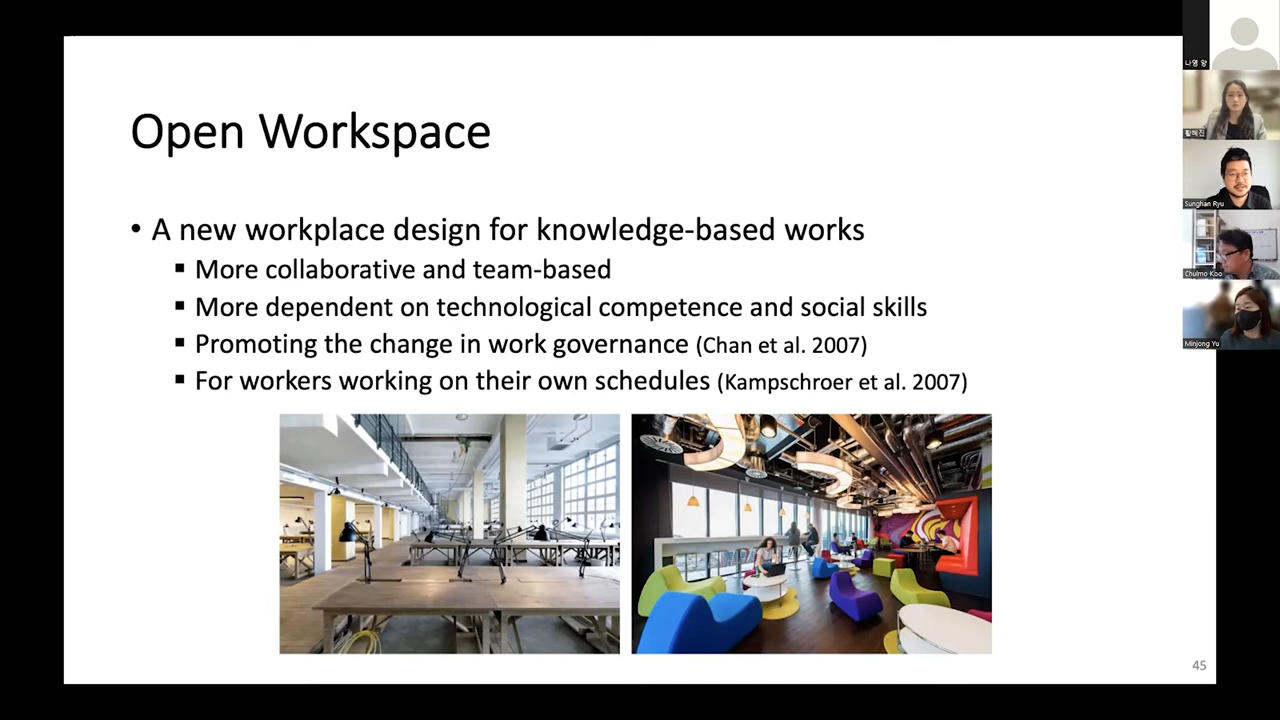 Open Workspace
• A new workplace design for knowledge-based works
▪ More collaborative and team-based
▪ More dependent on technological competence and social skills
▪ Promoting the change in work governance (Chan et al. 2007)
▪ For workers working on their own schedules (Kampschroer et al. 2007)
45
나영 양
황혜진
Sunghan Ryu
Chulmo Koo
Minjong Yu